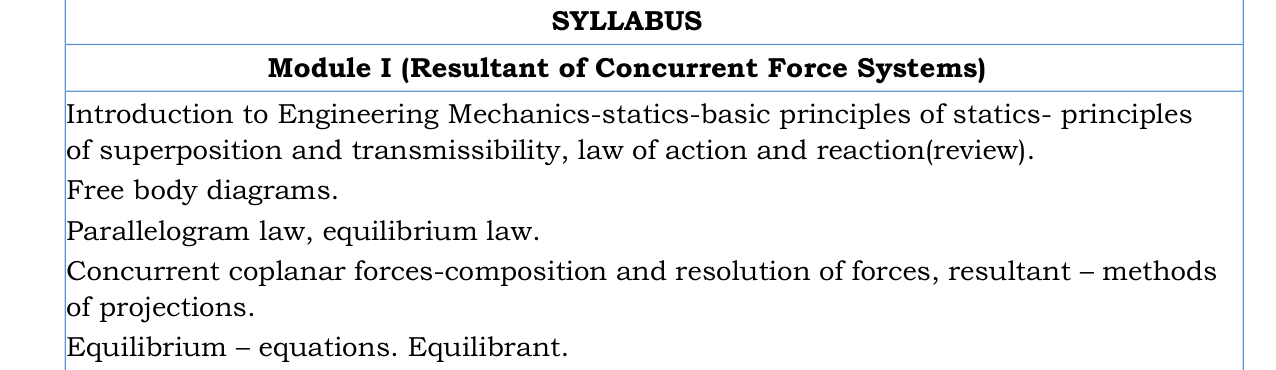 SYLLABUS
Module I (Resultant of Concurrent Force Systems)
Introduction to Engineering Mechanics-statics-basic principles of statics- principles
of superposition and transmissibility, law of action and reaction(review).
Free body diagrams.
Parallelogram law, equilibrium law.
Concurrent coplanar forces-composition and resolution of forces, resultant – methods
of projections.
Equilibrium – equations. Equilibrant.